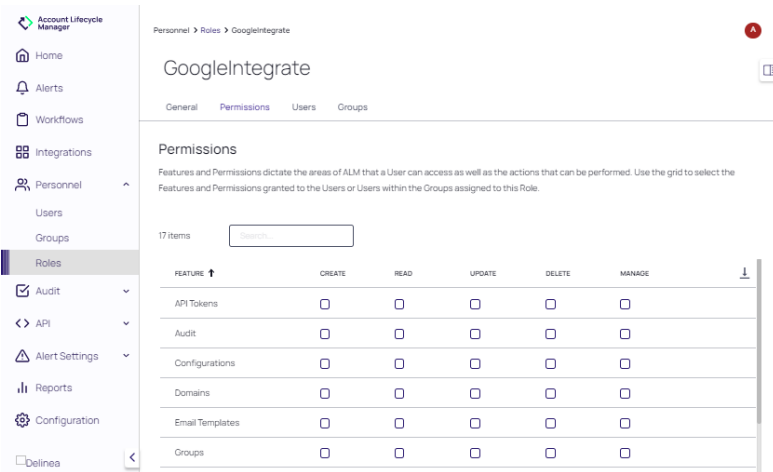 Account Lifecycle
Manager
Home
Alerts
Workflows
Integrations
Personnel
Users
Groups
Roles
Audit
API
Alert Settings
Reports
Configuration
Delinea
Personnel > Roles > GoogleIntegrate
A
GoogleIntegrate
General Permissions Users Groups
Permissions
Features and Permissions dictate the areas of ALM that a User can access as well as the actions that can be performed. Use the grid to select the
Features and Permissions granted to the Users or Users within the Groups assigned to this Role.
17 items Search...
FEATURE CREATE READ UPDATE DELETE MANAGE
API Tokens
Audit
Configurations
Domains
Email Templates
Groups